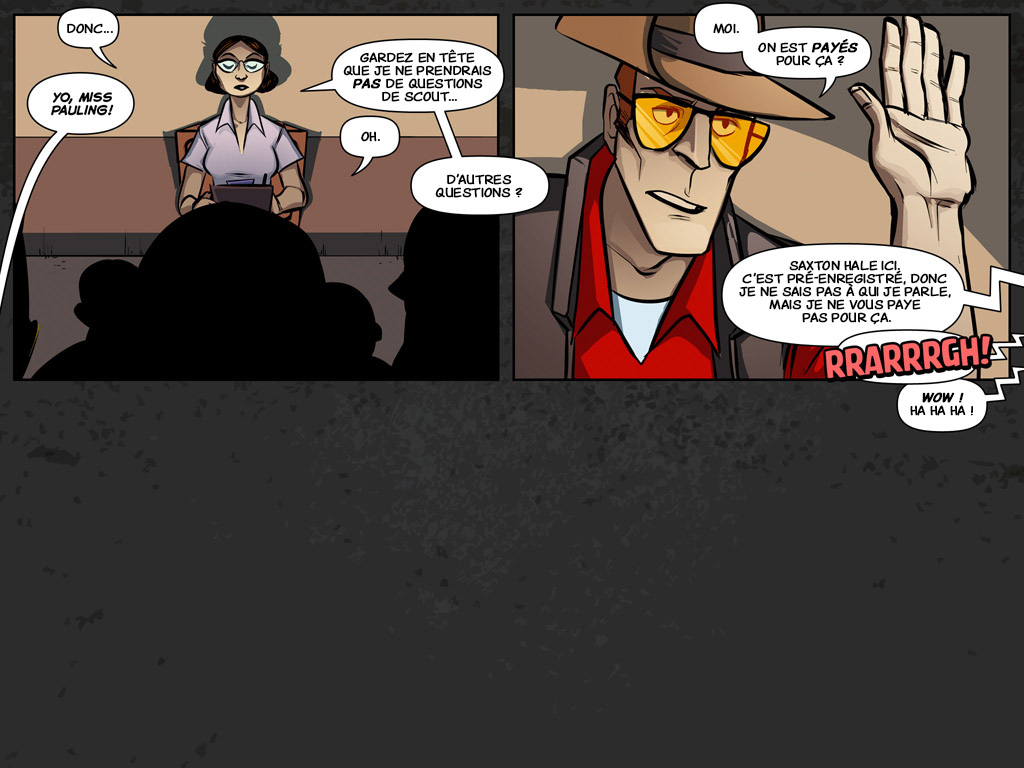 DONC...
YO, MISS
PAULING!
GARDEZ EN TÊTE
QUE JE NE PRENDRAIS
PAS DE QUESTIONS
DE SCOUT...
OH.
D'AUTRES
QUESTIONS ?
MOI.
ON EST PAYÉS
POUR ÇA ?
SAXTON HALE ICI.
C'EST PRÉ-ENREGISTRÉ, DONC
JE NE SAIS PAS À QUI JE PARLE,
MAIS JE NE VOUS PAYE
PAS POUR ÇA.
RRARRRGH!
WOW !
HA HA HA !